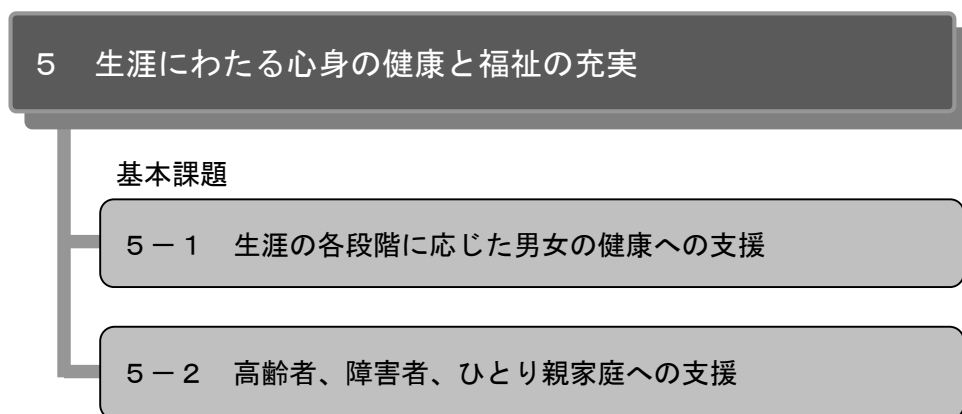 ５　生涯にわたる心身の健康と福祉の充実
基本課題
５－１　生涯の各段階に応じた男女の健康への支援
５－２　高齢者、障害者、ひとり親家庭への支援